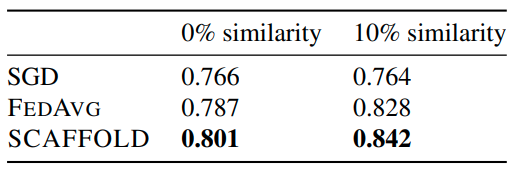 0% similarity 10% similarity
SGD 0.766 0.764
FEDAVG 0.787 0.828
SCAFFOLD 0.801 0.842